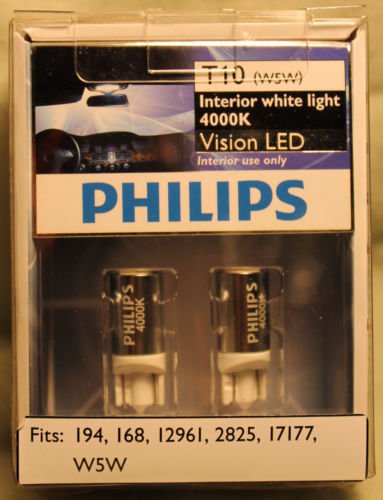 T10 (W5W)
Interior white light
4000K
Vision LED
Interior use only
PHILIPS
PHILIPS
4000K
PHILIPS
4000K
Fits: 194, 168, 12961, 2825, 17177,
W5W